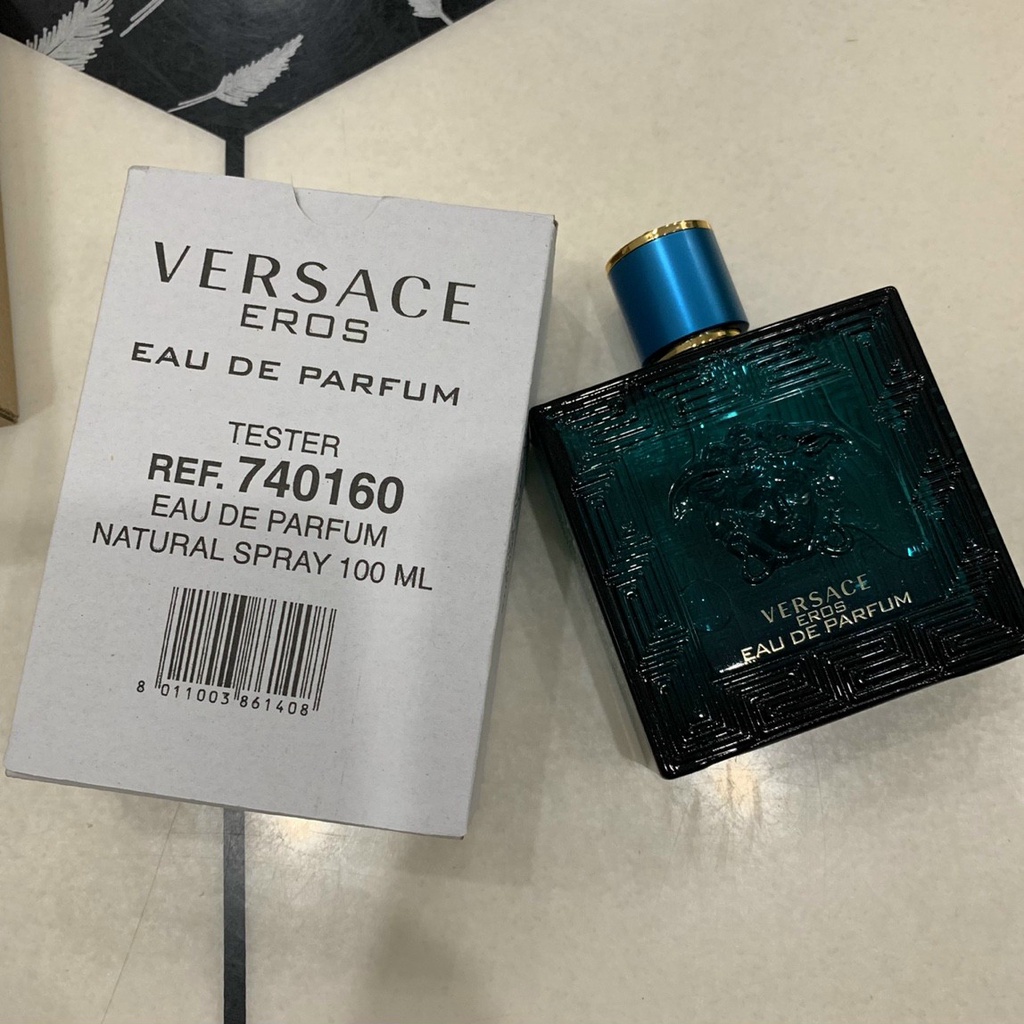 VERSACE
EROS
EAU DE PARFUM
TESTER
REF. 740160
EAU DE PARFUM
NATURAL SPRAY 100 ML
8 011003 861408
VERSACE
EROS
EAU DE PARFUM